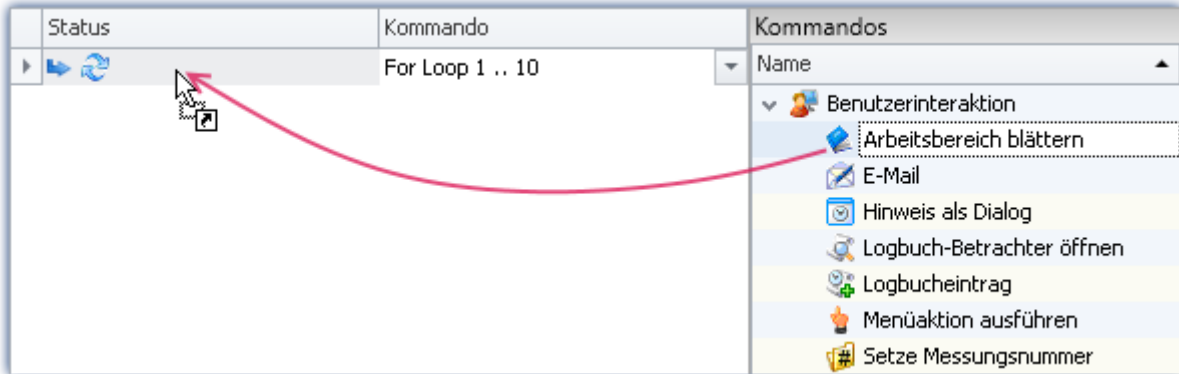 Status Kommando Kommandos
For Loop 1 .. 10 Name
Benutzerinteraktion
Arbeitsbereich blättern
E-Mail
Hinweis als Dialog
Logbuch-Betrachter öffnen
Logbucheintrag
Menüaktion ausführen
Setze Messungsnummer